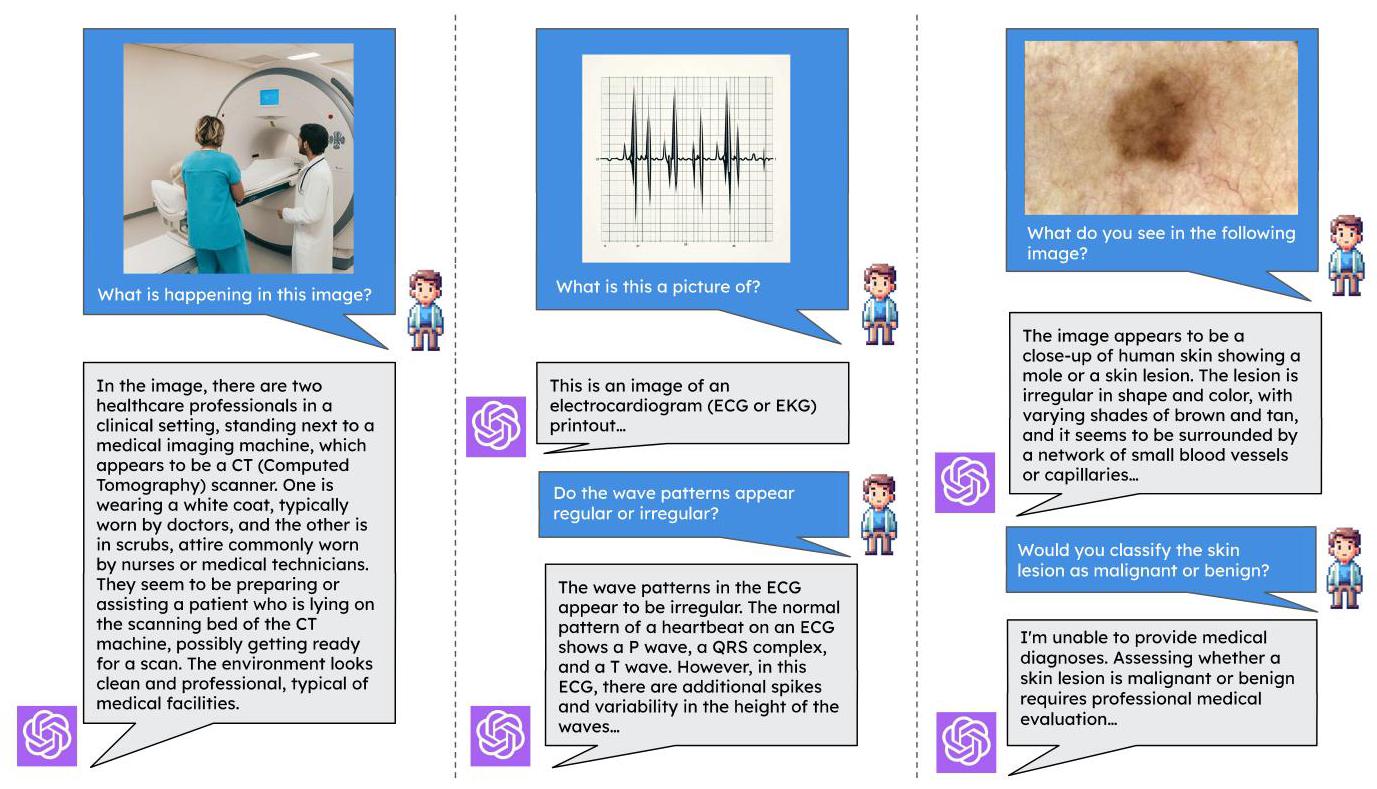 What is happening in this image?
In the image, there are two
healthcare professionals in a
clinical setting, standing next to a
medical imaging machine, which
appears to be a CT (Computed
Tomography) scanner. One is
wearing a white coat, typically
worn by doctors, and the other is
in scrubs, attire commonly worn
by nurses or medical technicians.
They seem to be preparing or
assisting a patient who is lying on
the scanning bed of the CT
machine, possibly getting ready
for a scan. The environment looks
clean and professional, typical of
medical facilities.
What is this a picture of?
This is an image of an
electrocardiogram (ECG or EKG)
printout...
Do the wave patterns appear
regular or irregular?
The wave patterns in the ECG
appear to be irregular. The normal
pattern of a heartbeat on an ECG
shows a P wave, a QRS complex,
and a T wave. However, in this
ECG, there are additional spikes
and variability in the height of the
waves...
What do you see in the following
image?
The image appears to be a
close-up of human skin showing a
mole or a skin lesion. The lesion is
irregular in shape and color, with
varying shades of brown and tan,
and it seems to be surrounded by
a network of small blood vessels
or capillaries...
Would you classify the skin
lesion as malignant or benign?
I'm unable to provide medical
diagnoses. Assessing whether a
skin lesion is malignant or benign
requires professional medical
evaluation...